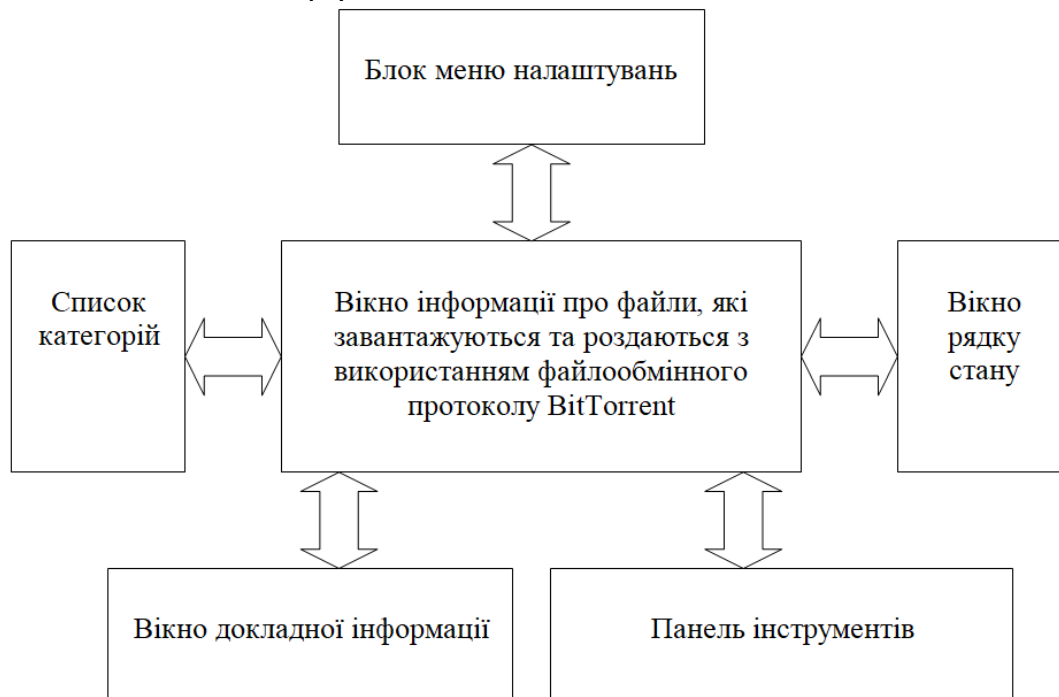 Блок меню налаштувань
Список
категорій
Вікно інформації про файли, які
завантажуються та роздаються з
використанням файлообмінного
протоколу BitTorrent
Вікно
рядку
стану
Вікно докладної інформації
Панель інструментів